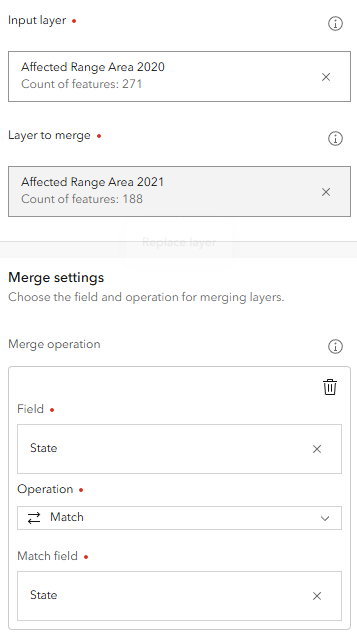 Input layer •
Affected Range Area 2020
Count of features: 271
Layer to merge •
Affected Range Area 2021
Count of features: 188
Replace layer
Merge settings
Choose the field and operation for merging layers.
Merge operation
Field •
State
Operation •
Match
Match field •
State